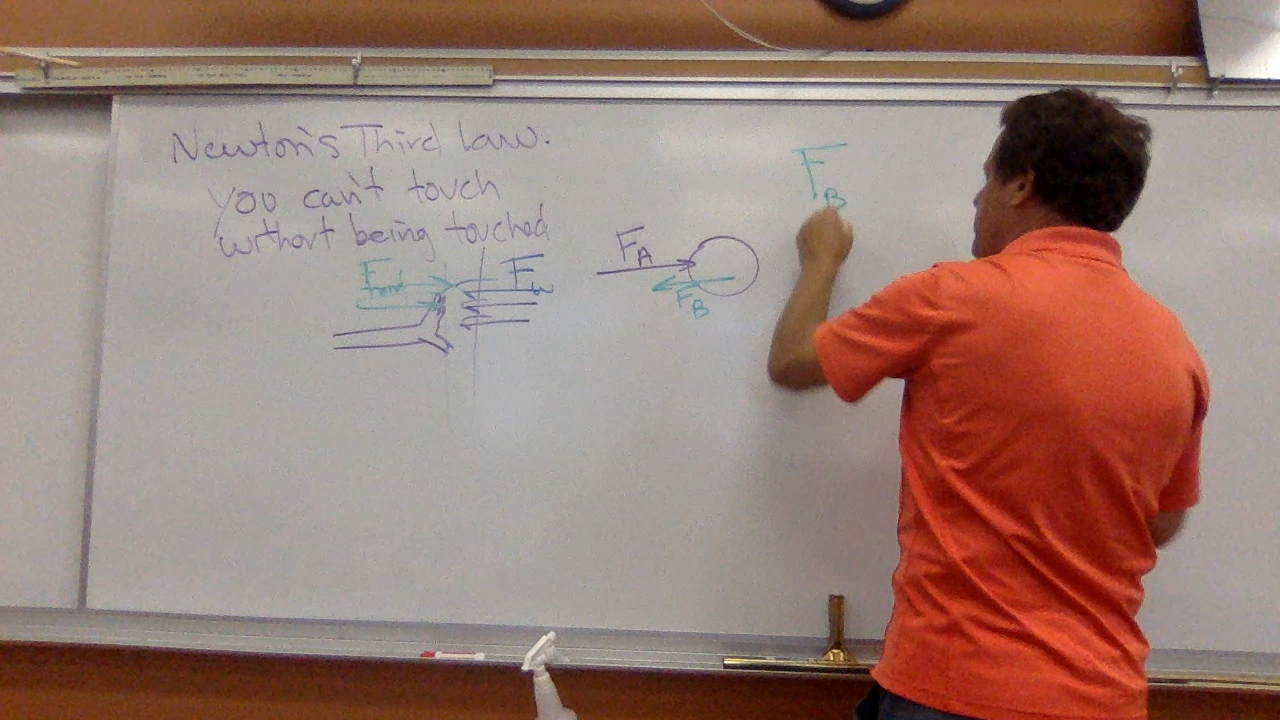 Newton's Third law.
You can't touch
without being touched
F_hand F_w
F_A
F_B
F_B